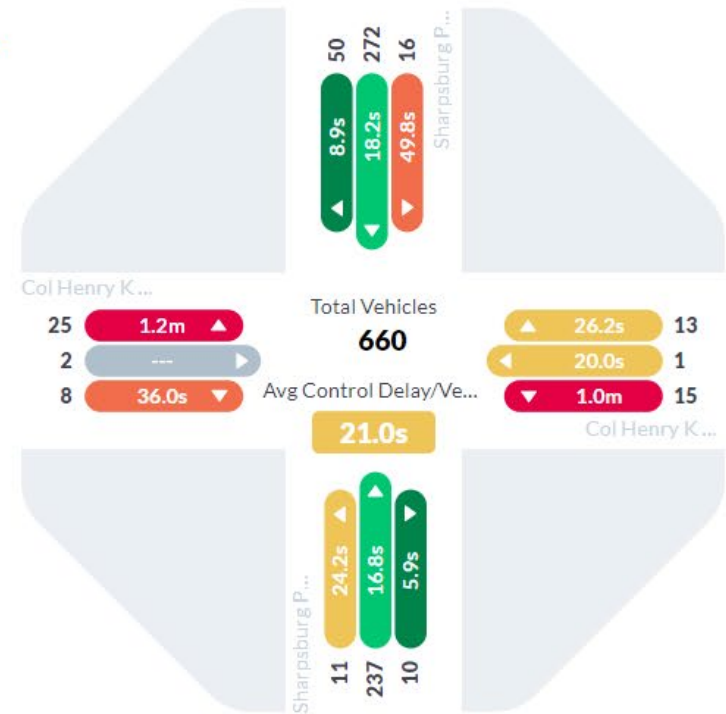 50 272 16
Sharpsburg P...
8.9s 18.2s 49.8s
Col Henry K ...
25 1.2m
2 ---
8 36.0s
Total Vehicles
660
Avg Control Delay/Ve...
21.0s
26.2s 13
20.0s 1
1.0m 15
Col Henry K ...
24.2s 16.8s 5.9s
Sharpsburg P...
11 237 10